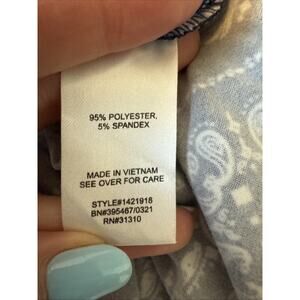 95% POLYESTER,
5% SPANDEX
MADE IN VIETNAM
SEE OVER FOR CARE
STYLE#1421918
BN#395467/0321
RN#31310